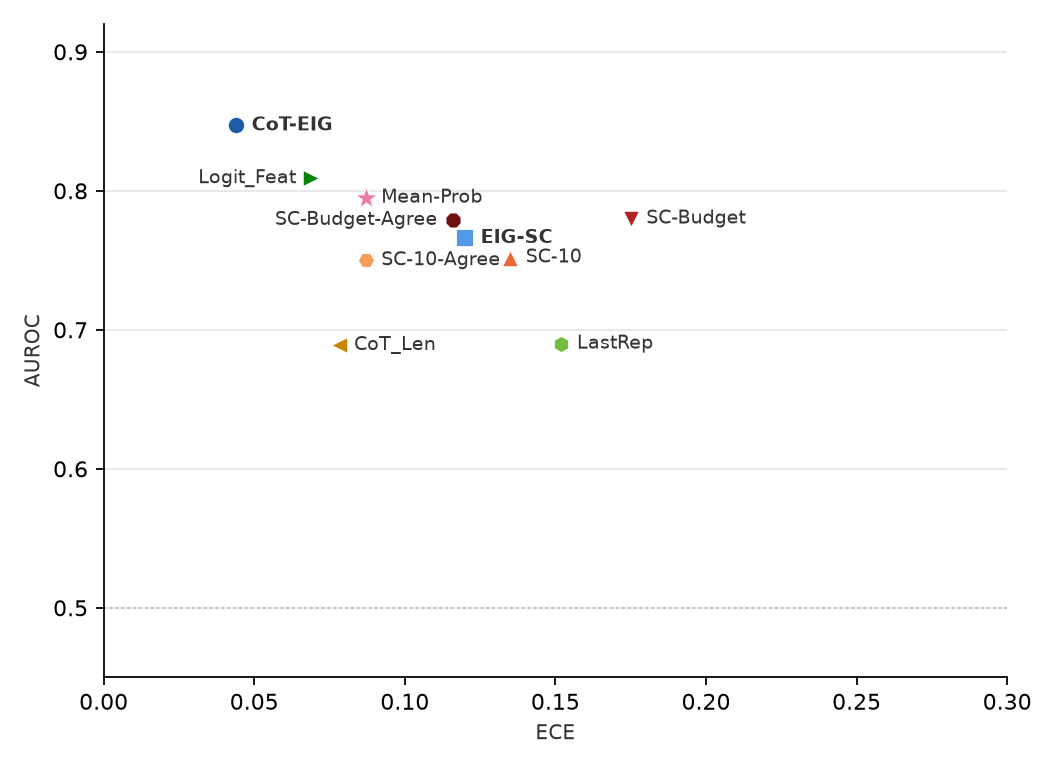 0.9
CoT-EIG
Logit_Feat
0.8
Mean-Prob
SC-Budget-Agree
SC-Budget
EIG-SC
SC-10-Agree
SC-10
0.7
CoT_Len
LastRep
AUROC
0.6
0.5
0.00 0.05 0.10 0.15 0.20 0.25 0.30
ECE